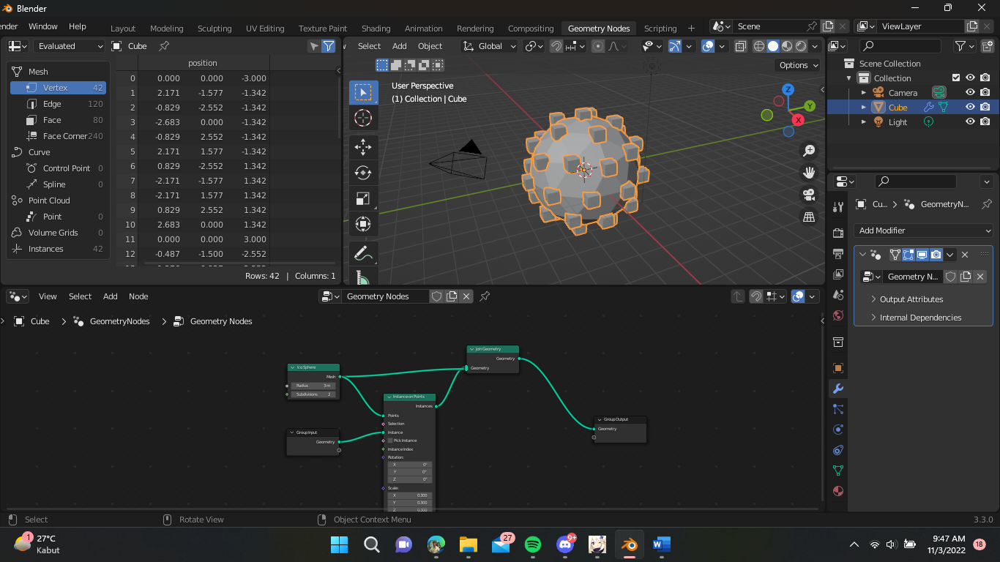 Blender
ender Window Help Layout Modeling Sculpting UV Editing Texture Paint Shading Animation Rendering Compositing Geometry Nodes Scripting + Scene ViewLayer
Evaluated Cube
Mesh
Vertex 42
Edge 120
Face 80
Face Corner 240
Curve
Control Point 0
Spline 0
Point Cloud
Point 0
Volume Grids 0
Instances 42
position
0 0.000 0.000 -3.000
1 2.171 -1.577 -1.342
2 -0.829 -2.552 -1.342
3 -2.683 0.000 -1.342
4 -0.829 2.552 -1.342
5 2.171 1.577 -1.342
6 0.829 -2.552 1.342
7 -2.171 -1.577 1.342
8 -2.171 1.577 1.342
9 0.829 2.552 1.342
10 2.683 0.000 1.342
11 0.000 0.000 3.000
12 -0.487 -1.500 -2.552
Rows: 42 | Columns: 1
Select Add Object Global
Options
User Perspective
(1) Collection | Cube
Z
Y
X
Scene Collection
Collection
Camera
Cube
Light
Cu... > GeometryN...
Add Modifier
Geometry N...
Output Attributes
Internal Dependencies
View Select Add Node Geometry Nodes
Cube > GeometryNodes > Geometry Nodes
Ico Sphere
Mesh
Radius 3 m
Subdivisions 2
Group Input
Geometry
Instance on Points
Instances
Points
Selection
Instance
Pick Instance
Instance Index
Rotation:
X 0°
Y 0°
Z 0°
Scale:
X 0.300
Y 0.300
Z 0.300
Join Geometry
Geometry
Geometry
Group Output
Geometry
Select Rotate View Object Context Menu 3.3.0
1
27°C
Kabut
27
9+
9:47 AM
11/3/2022
18